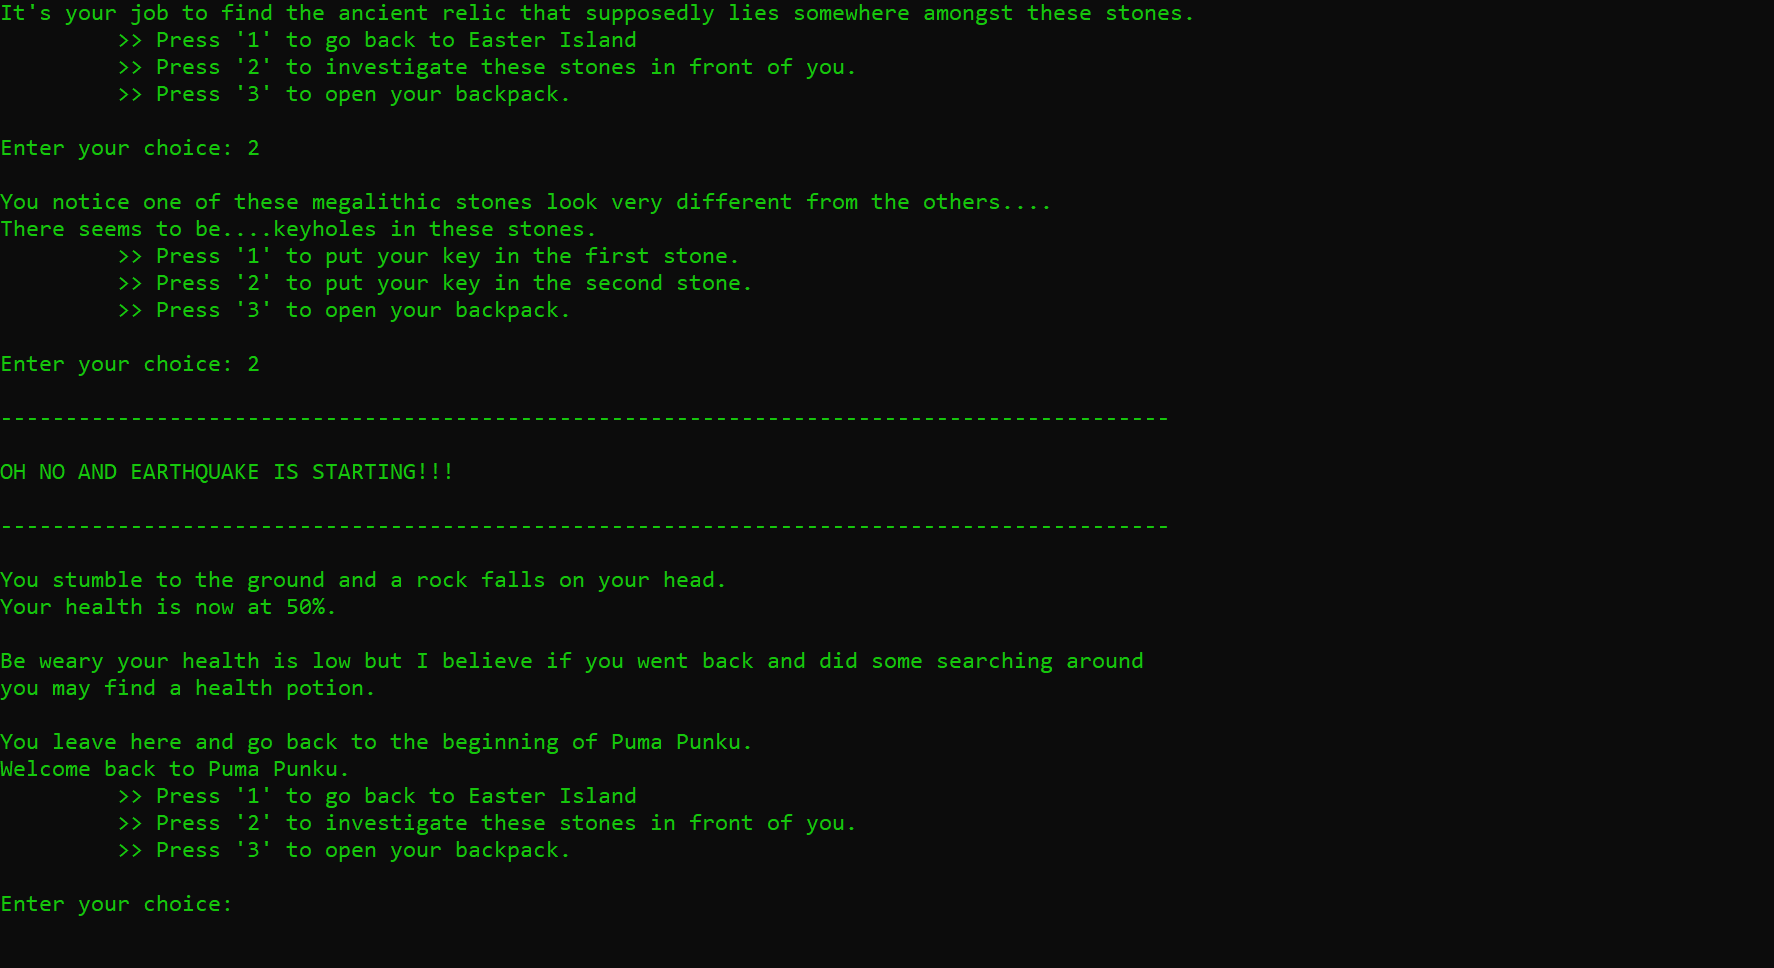 It's your job to find the ancient relic that supposedly lies somewhere amongst these stones.
>> Press '1' to go back to Easter Island
>> Press '2' to investigate these stones in front of you.
>> Press '3' to open your backpack.
Enter your choice: 2
You notice one of these megalithic stones look very different from the others....
There seems to be....keyholes in these stones.
>> Press '1' to put your key in the first stone.
>> Press '2' to put your key in the second stone.
>> Press '3' to open your backpack.
Enter your choice: 2
------------------------------------------------------------------------------------------
OH NO AND EARTHQUAKE IS STARTING!!!
------------------------------------------------------------------------------------------
You stumble to the ground and a rock falls on your head.
Your health is now at 50%.
Be weary your health is low but I believe if you went back and did some searching around
you may find a health potion.
You leave here and go back to the beginning of Puma Punku.
Welcome back to Puma Punku.
>> Press '1' to go back to Easter Island
>> Press '2' to investigate these stones in front of you.
>> Press '3' to open your backpack.
Enter your choice: